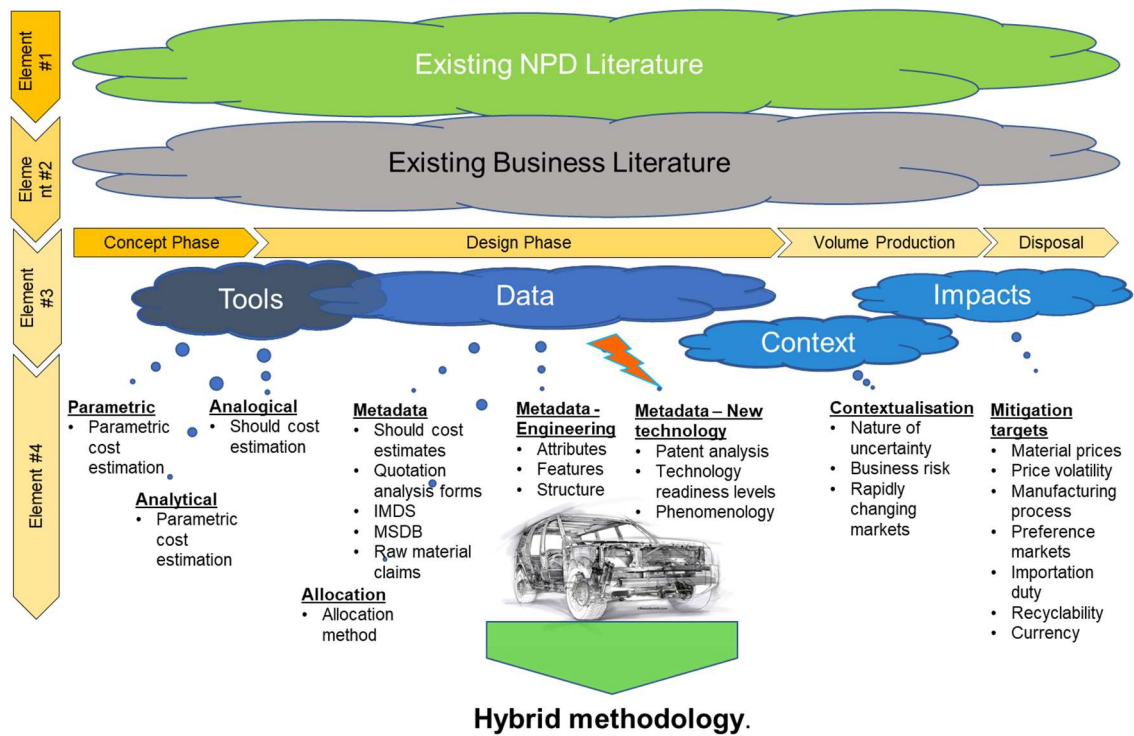 Element
#1
Existing NPD Literature
Eleme
nt #2
Existing Business Literature
Concept Phase
Design Phase
Volume Production
Disposal
Element
#3
Tools
Data
Context
Impacts
Element #4
Parametric
• Parametric
cost
estimation
Analogical
• Should cost
estimation
Analytical
• Parametric
cost
estimation
Metadata
• Should cost
estimates
• Quotation
analysis forms
• IMDS
• MSDB
• Raw material
claims
Allocation
• Allocation
method
Metadata -
Engineering
• Attributes
• Features
• Structure
Metadata – New
technology
• Patent analysis
• Technology
readiness levels
• Phenomenology
Contextualisation
• Nature of
uncertainty
• Business risk
• Rapidly
changing
markets
Mitigation
targets
• Material prices
• Price volatility
• Manufacturing
process
• Preference
markets
• Importation
duty
• Recyclability
• Currency
Hybrid methodology.